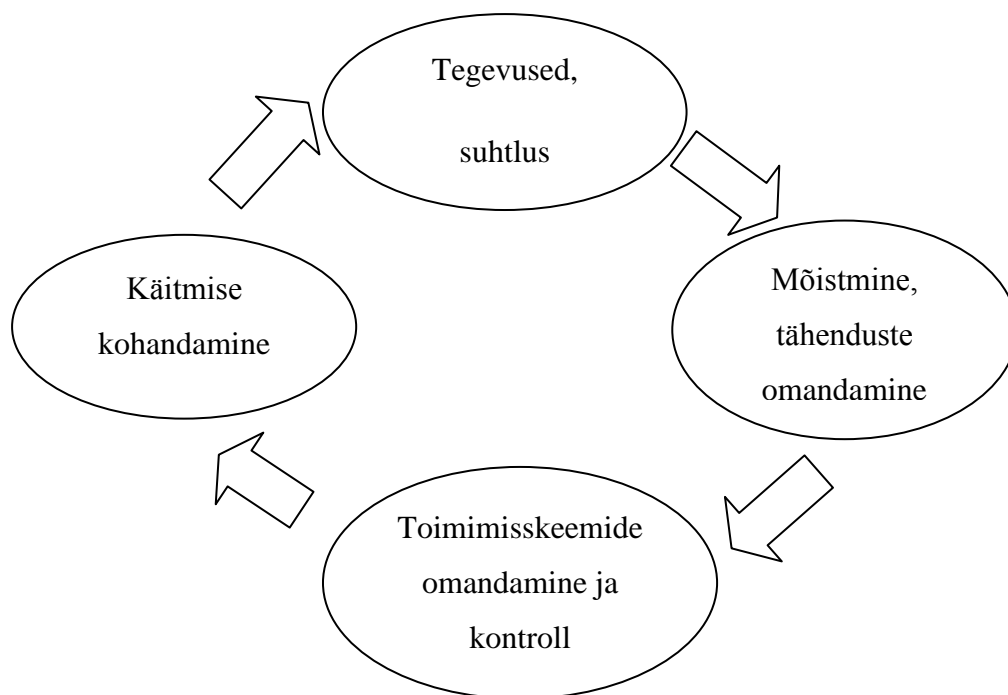 Tegevused,
suhtlus
Mõistmine,
tähenduste
omandamine
Toimimisskeemide
omandamine ja
kontroll
Käitmise
kohandamine